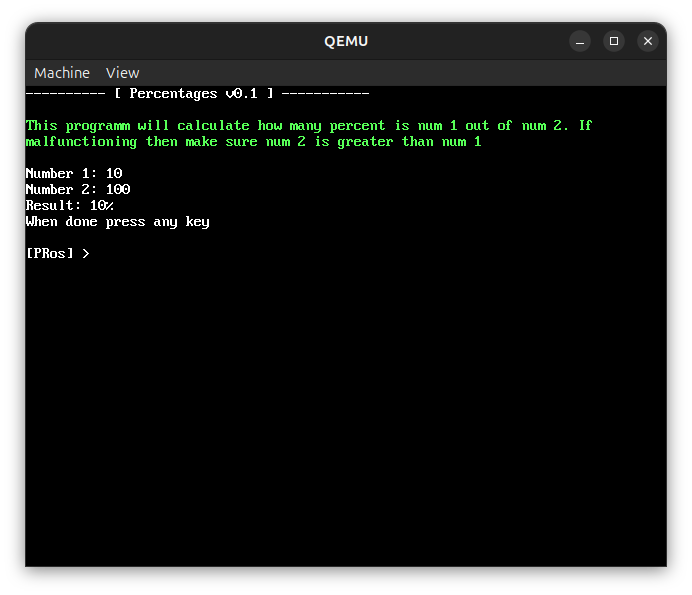 QEMU
Machine View
---------- [ Percentages v0.1 ] -----------
This programm will calculate how many percent is num 1 out of num 2. If
malfunctioning then make sure num 2 is greater than num 1
Number 1: 10
Number 2: 100
Result: 10%
When done press any key
[PRos] >